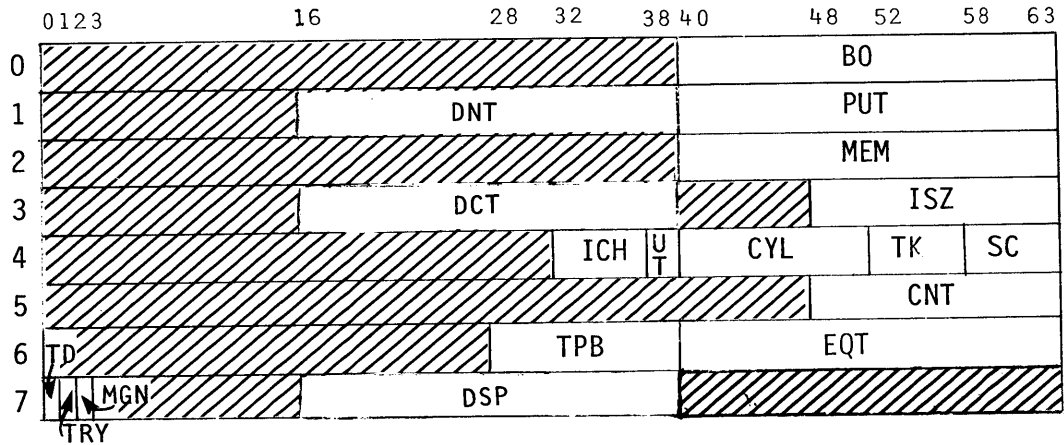 0123 16 28 32 38 40 48 52 58 63
0 BO
1 DNT PUT
2 MEM
3 DCT ISZ
4 ICH UT CYL TK SC
5 CNT
6 TPB EQT
TD
7 MGN DSP
TRY